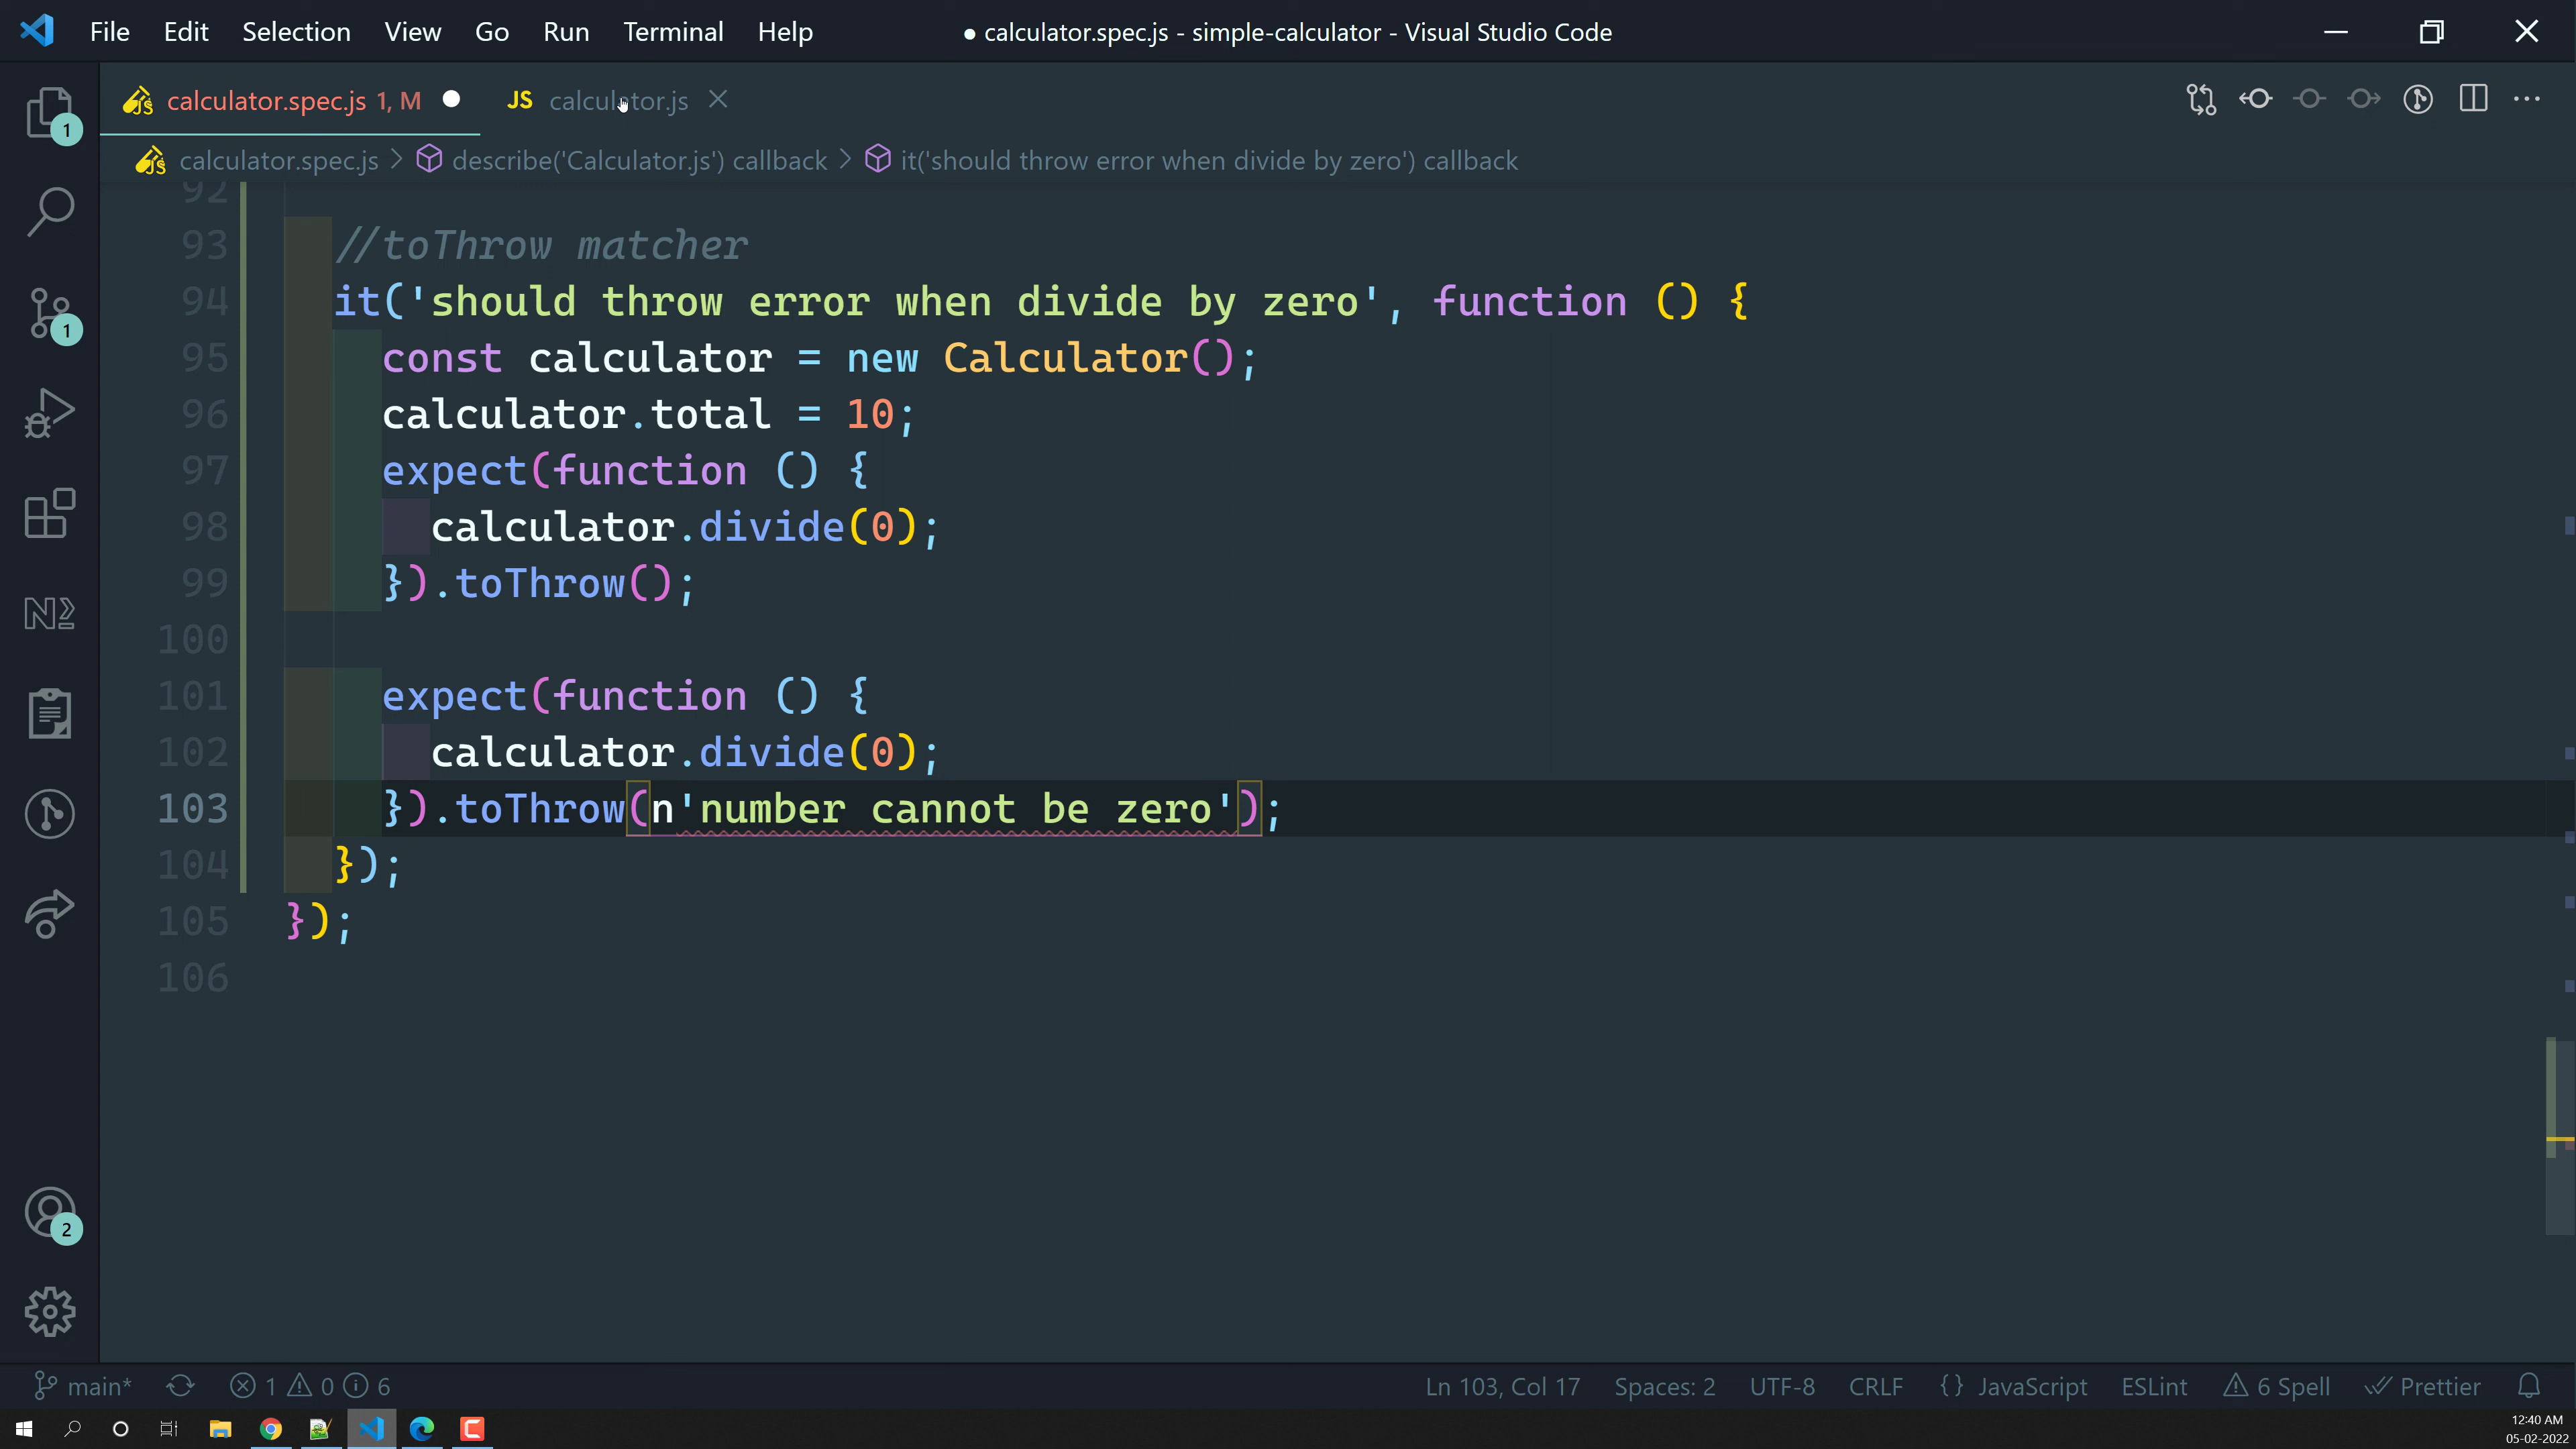 File Edit Selection View Go Run Terminal Help ● calculator.spec.js - simple-calculator - Visual Studio Code
calculator.spec.js 1, M JS calculator.js
calculator.spec.js > describe('Calculator.js') callback > it('should throw error when divide by zero') callback
92
93 //toThrow matcher
94 it('should throw error when divide by zero', function () {
95 const calculator = new Calculator();
96 calculator.total = 10;
97 expect(function () {
98 calculator.divide(0);
99 }).toThrow();
100
101 expect(function () {
102 calculator.divide(0);
103 }).toThrow(n'number cannot be zero');
104 });
105 });
106
1
1
2
main* 1 0 6 Ln 103, Col 17 Spaces: 2 UTF-8 CRLF {} JavaScript ESLint 6 Spell Prettier
12:40 AM
05-02-2022